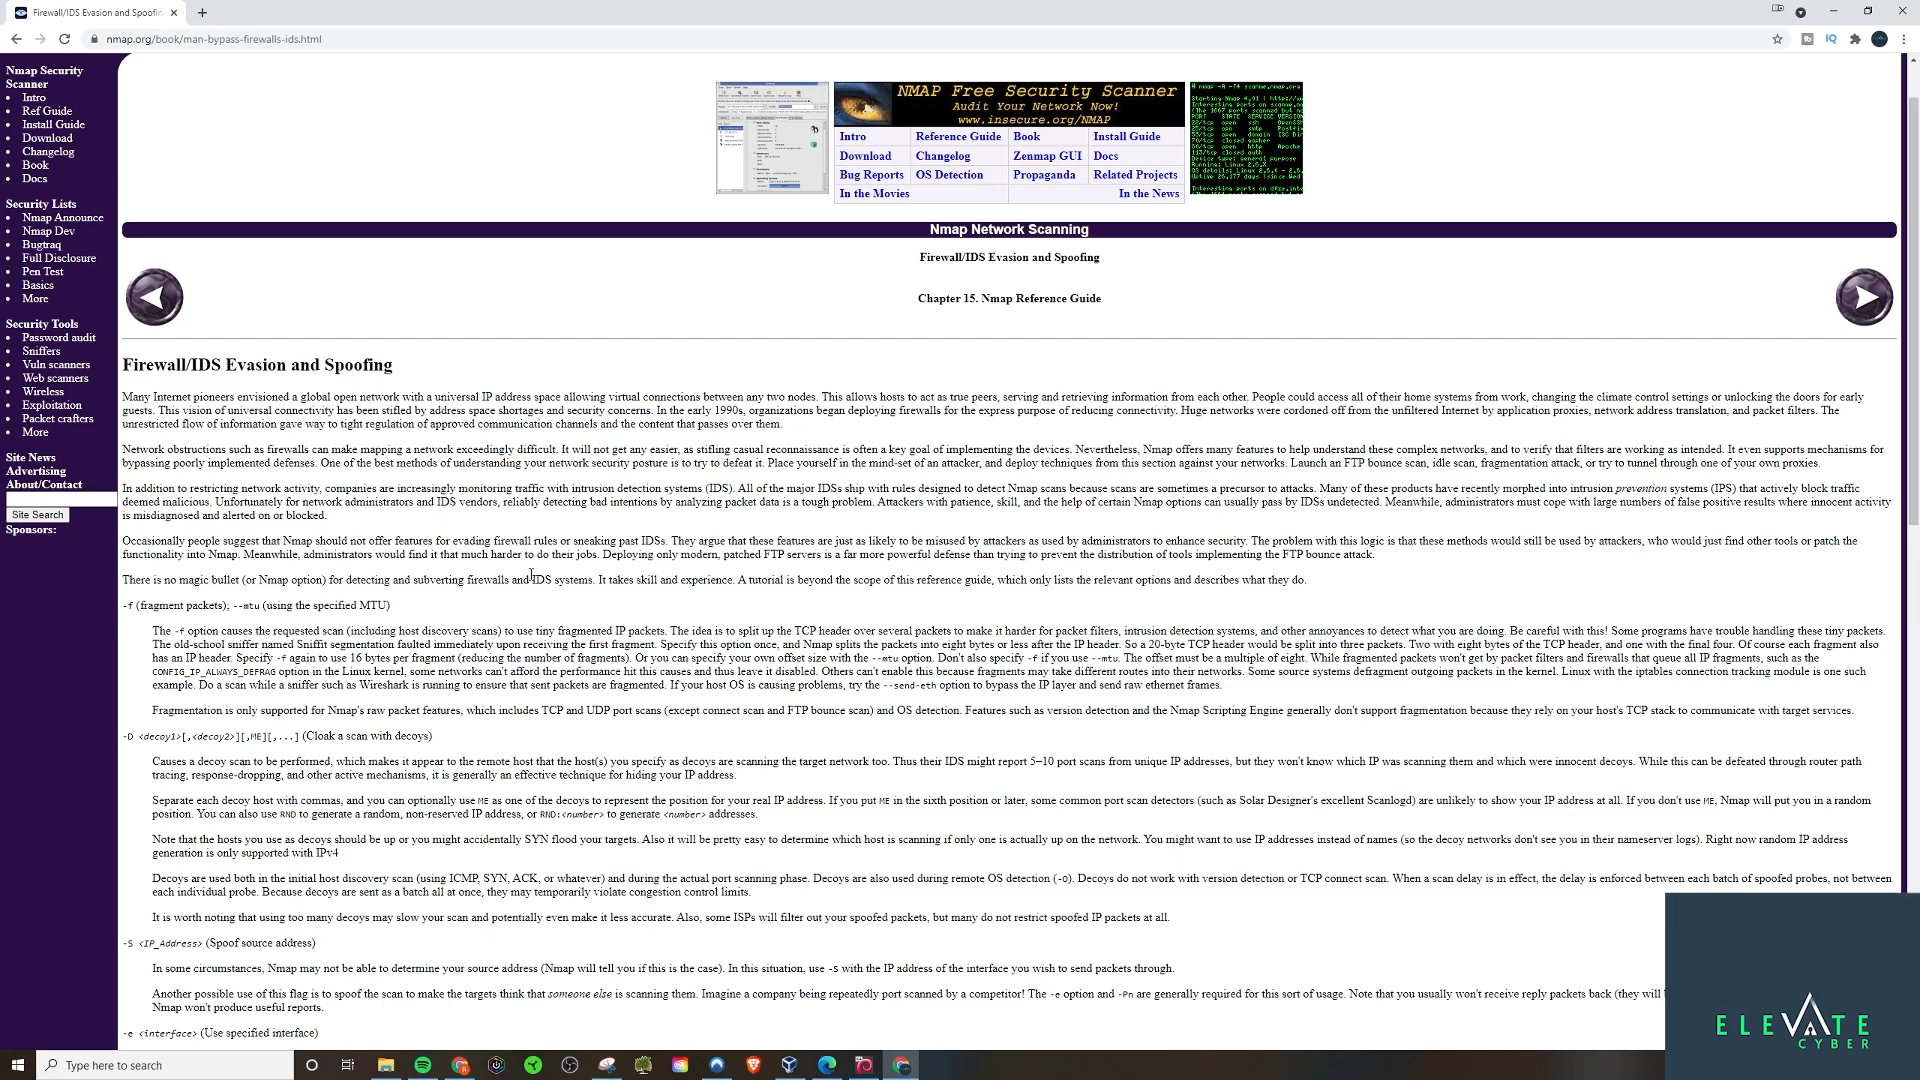 Firewall/IDS Evasion and Spoofin
nmap.org/book/man-bypass-firewalls-ids.html
Nmap Security
Scanner
Intro
Ref Guide
Install Guide
Download
Changelog
Book
Docs
Security Lists
Nmap Announce
Nmap Dev
Bugtraq
Full Disclosure
Pen Test
Basics
More
Security Tools
Password audit
Sniffers
Vuln scanners
Web scanners
Wireless
Exploitation
Packet crafters
More
Site News
Advertising
About/Contact
Site Search
Sponsors:
NMAP Free Security Scanner
Audit Your Network Now!
www.insecure.org/NMAP
Intro Reference Guide Book Install Guide
Download Changelog Zenmap GUI Docs
Bug Reports OS Detection Propaganda Related Projects
In the Movies In the News
# nmap -A -T4 scanme.nmap.org
Nmap Network Scanning
Firewall/IDS Evasion and Spoofing
Chapter 15. Nmap Reference Guide
Firewall/IDS Evasion and Spoofing
Many Internet pioneers envisioned a global open network with a universal IP address space allowing virtual connections between any two nodes. This allows hosts to act as true peers, serving and retrieving information from each other. People could access all of their home systems from work, changing the climate control settings or unlocking the doors for early
guests. This vision of universal connectivity has been stifled by address space shortages and security concerns. In the early 1990s, organizations began deploying firewalls for the express purpose of reducing connectivity. Huge networks were cordoned off from the unfiltered Internet by application proxies, network address translation, and packet filters. The
unrestricted flow of information gave way to tight regulation of approved communication channels and the content that passes over them.
Network obstructions such as firewalls can make mapping a network exceedingly difficult. It will not get any easier, as stifling casual reconnaissance is often a key goal of implementing the devices. Nevertheless, Nmap offers many features to help understand these complex networks, and to verify that filters are working as intended. It even supports mechanisms for
bypassing poorly implemented defenses. One of the best methods of understanding your network security posture is to try to defeat it. Place yourself in the mind-set of an attacker, and deploy techniques from this section against your networks. Launch an FTP bounce scan, idle scan, fragmentation attack, or try to tunnel through one of your own proxies.
In addition to restricting network activity, companies are increasingly monitoring traffic with intrusion detection systems (IDS). All of the major IDSs ship with rules designed to detect Nmap scans because scans are sometimes a precursor to attacks. Many of these products have recently morphed into intrusion prevention systems (IPS) that actively block traffic
deemed malicious. Unfortunately for network administrators and IDS vendors, reliably detecting bad intentions by analyzing packet data is a tough problem. Attackers with patience, skill, and the help of certain Nmap options can usually pass by IDSs undetected. Meanwhile, administrators must cope with large numbers of false positive results where innocent activity
is misdiagnosed and alerted on or blocked.
Occasionally people suggest that Nmap should not offer features for evading firewall rules or sneaking past IDSs. They argue that these features are just as likely to be misused by attackers as used by administrators to enhance security. The problem with this logic is that these methods would still be used by attackers, who would just find other tools or patch the
functionality into Nmap. Meanwhile, administrators would find it that much harder to do their jobs. Deploying only modern, patched FTP servers is a far more powerful defense than trying to prevent the distribution of tools implementing the FTP bounce attack.
There is no magic bullet (or Nmap option) for detecting and subverting firewalls and IDS systems. It takes skill and experience. A tutorial is beyond the scope of this reference guide, which only lists the relevant options and describes what they do.
-f (fragment packets); --mtu (using the specified MTU)
The -f option causes the requested scan (including host discovery scans) to use tiny fragmented IP packets. The idea is to split up the TCP header over several packets to make it harder for packet filters, intrusion detection systems, and other annoyances to detect what you are doing. Be careful with this! Some programs have trouble handling these tiny packets.
The old-school sniffer named Sniffit segmentation faulted immediately upon receiving the first fragment. Specify this option once, and Nmap splits the packets into eight bytes or less after the IP header. So a 20-byte TCP header would be split into three packets. Two with eight bytes of the TCP header, and one with the final four. Of course each fragment also
has an IP header. Specify -f again to use 16 bytes per fragment (reducing the number of fragments). Or you can specify your own offset size with the --mtu option. Don't also specify -f if you use --mtu. The offset must be a multiple of eight. While fragmented packets won't get by packet filters and firewalls that queue all IP fragments, such as the
CONFIG_IP_ALWAYS_DEFRAG option in the Linux kernel, some networks can't afford the performance hit this causes and thus leave it disabled. Others can't enable this because fragments may take different routes into their networks. Some source systems defragment outgoing packets in the kernel. Linux with the iptables connection tracking module is one such
example. Do a scan while a sniffer such as Wireshark is running to ensure that sent packets are fragmented. If your host OS is causing problems, try the --send-eth option to bypass the IP layer and send raw ethernet frames.
Fragmentation is only supported for Nmap's raw packet features, which includes TCP and UDP port scans (except connect scan and FTP bounce scan) and OS detection. Features such as version detection and the Nmap Scripting Engine generally don't support fragmentation because they rely on your host's TCP stack to communicate with target services.
-D <decoy1>[,<decoy2>][,ME][,...] (Cloak a scan with decoys)
Causes a decoy scan to be performed, which makes it appear to the remote host that the host(s) you specify as decoys are scanning the target network too. Thus their IDS might report 5–10 port scans from unique IP addresses, but they won't know which IP was scanning them and which were innocent decoys. While this can be defeated through router path
tracing, response-dropping, and other active mechanisms, it is generally an effective technique for hiding your IP address.
Separate each decoy host with commas, and you can optionally use ME as one of the decoys to represent the position for your real IP address. If you put ME in the sixth position or later, some common port scan detectors (such as Solar Designer's excellent Scanlogd) are unlikely to show your IP address at all. If you don't use ME, Nmap will put you in a random
position. You can also use RND to generate a random, non-reserved IP address, or RND:<number> to generate <number> addresses.
Note that the hosts you use as decoys should be up or you might accidentally SYN flood your targets. Also it will be pretty easy to determine which host is scanning if only one is actually up on the network. You might want to use IP addresses instead of names (so the decoy networks don't see you in their nameserver logs). Right now random IP address
generation is only supported with IPv4
Decoys are used both in the initial host discovery scan (using ICMP, SYN, ACK, or whatever) and during the actual port scanning phase. Decoys are also used during remote OS detection (-O). Decoys do not work with version detection or TCP connect scan. When a scan delay is in effect, the delay is enforced between each batch of spoofed probes, not between
each individual probe. Because decoys are sent as a batch all at once, they may temporarily violate congestion control limits.
It is worth noting that using too many decoys may slow your scan and potentially even make it less accurate. Also, some ISPs will filter out your spoofed packets, but many do not restrict spoofed IP packets at all.
-S <IP_Address> (Spoof source address)
In some circumstances, Nmap may not be able to determine your source address (Nmap will tell you if this is the case). In this situation, use -S with the IP address of the interface you wish to send packets through.
Another possible use of this flag is to spoof the scan to make the targets think that someone else is scanning them. Imagine a company being repeatedly port scanned by a competitor! The -e option and -Pn are generally required for this sort of usage. Note that you usually won't receive reply packets back (they will
Nmap won't produce useful reports.
-e <interface> (Use specified interface)
ELEVATE
CYBER
Type here to search